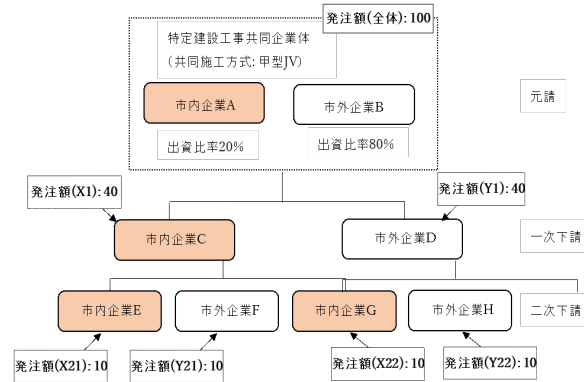 発注額(全体): 100
特定建設工事共同企業体
(共同施工方式: 甲型JV)
市内企業A
市外企業B
元請
出資比率20%
出資比率80%
発注額(X1): 40
発注額(Y1): 40
市内企業C
市外企業D
一次下請
市内企業E
市外企業F
市内企業G
市外企業H
二次下請
発注額(X21): 10
発注額(Y21): 10
発注額(X22): 10
発注額(Y22): 10